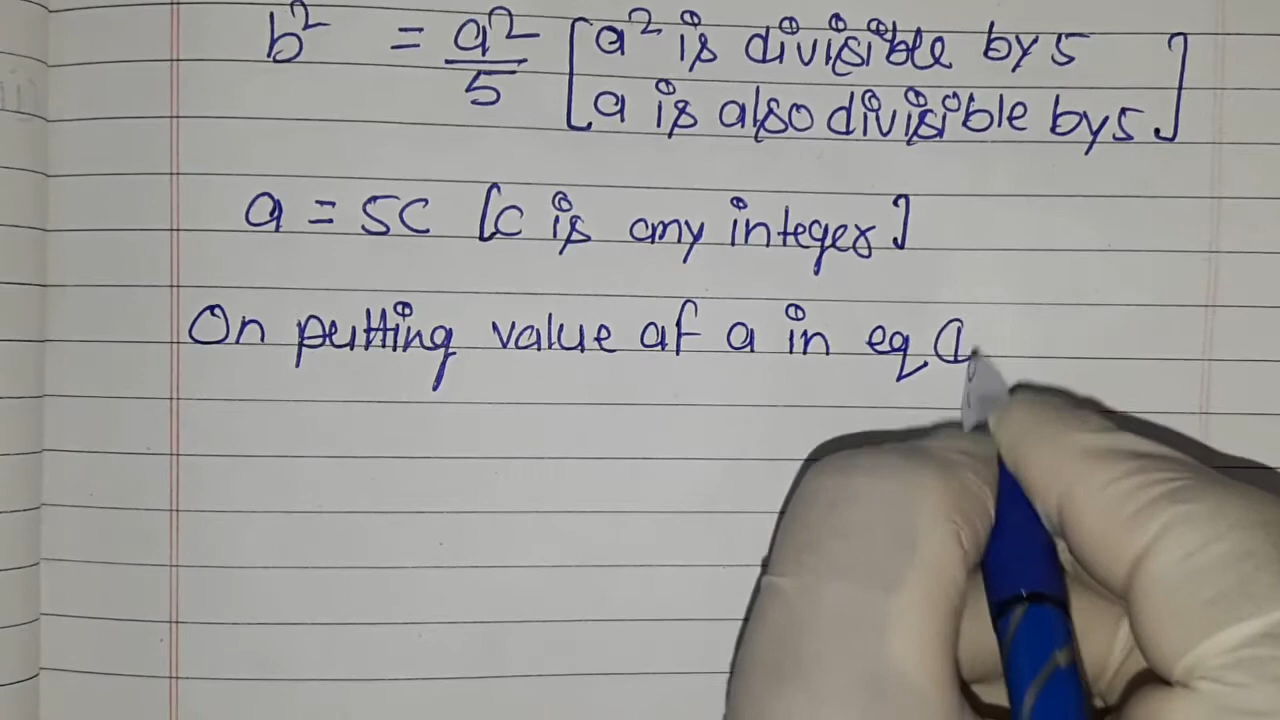 b² = a²/5 [a² is divisible by 5
a is also divisible by 5]
a = 5c [c is any integer]
On putting value of a in eq